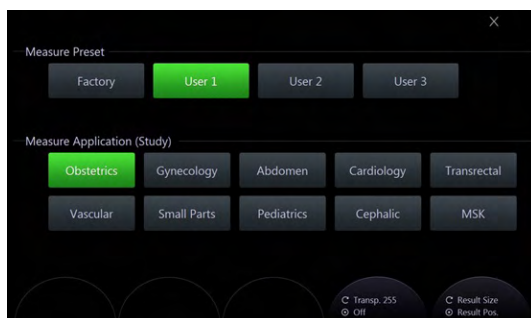 X
Measure Preset
Factory User 1 User 2 User 3
Measure Application (Study)
Obstetrics Gynecology Abdomen Cardiology Transrectal
Vascular Small Parts Pediatrics Cephalic MSK
Transp. 255 Result Size
Off Result Pos.